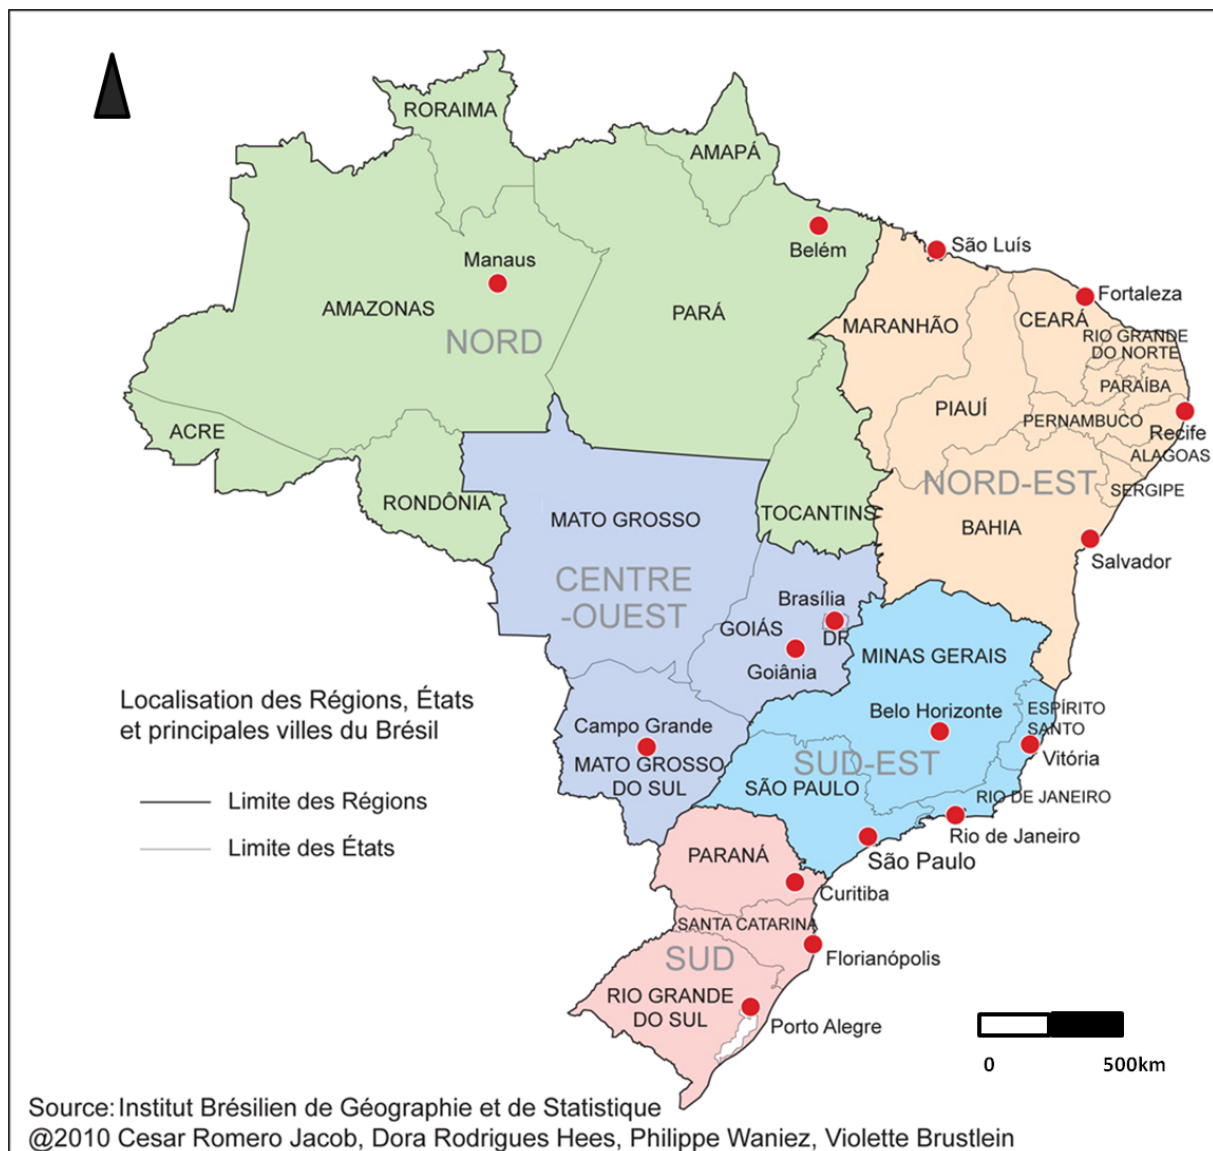 RORAIMA
AMAPÁ
Belém
São Luís
Manaus
Fortaleza
AMAZONAS
PARÁ
MARANHÃO
CEARÁ
NORD
RIO GRANDE
DO NORTE
PARAÍBA
PIAUÍ
PERNAMBUCO
ACRE
Recife
ALAGOAS
NORD-EST
SERGIPE
RONDÔNIA
TOCANTINS
MATO GROSSO
BAHIA
Salvador
CENTRE
-OUEST
Brasília
GOIÁS
DF
MINAS GERAIS
Goiânia
Localisation des Régions, États
et principales villes du Brésil
Campo Grande
Belo Horizonte
ESPÍRITO
SANTO
Vitória
MATO GROSSO
DO SUL
SUD-EST
SÃO PAULO
RIO DE JANEIRO
Limite des Régions
Rio de Janeiro
Limite des États
PARANÁ
São Paulo
Curitiba
SANTA CATARINA
SUD
Florianópolis
RIO GRANDE
DO SUL
Porto Alegre
0 500km
Source: Institut Brésilien de Géographie et de Statistique
@2010 Cesar Romero Jacob, Dora Rodrigues Hees, Philippe Waniez, Violette Brustlein